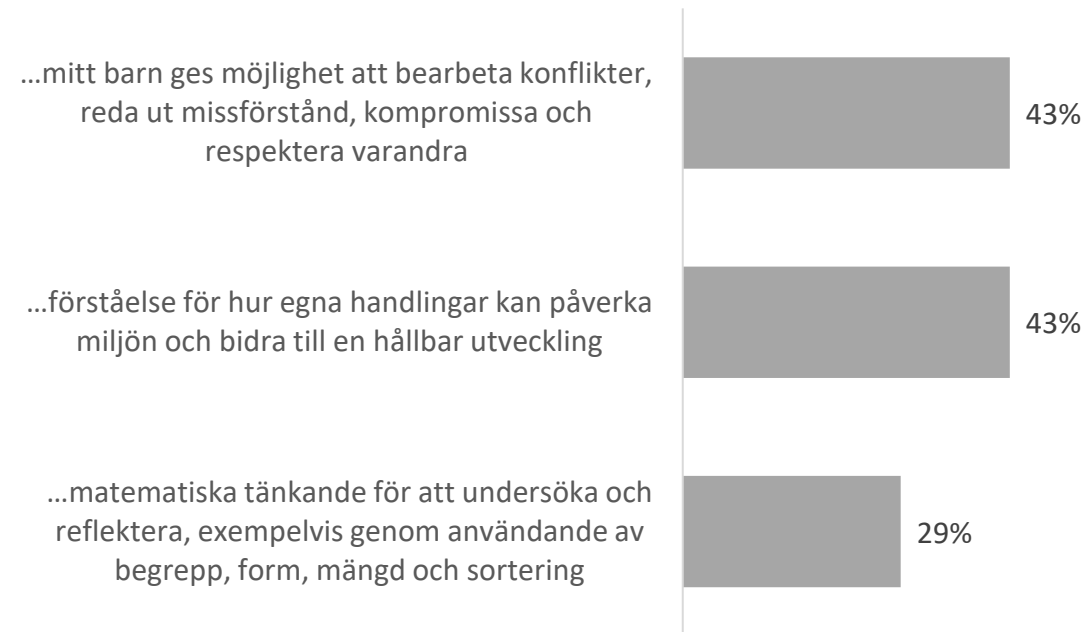 …mitt barn ges möjlighet att bearbeta konflikter,
reda ut missförstånd, kompromissa och
respektera varandra
43%
…förståelse för hur egna handlingar kan påverka
miljön och bidra till en hållbar utveckling
43%
…matematiska tänkande för att undersöka och
reflektera, exempelvis genom användande av
begrepp, form, mängd och sortering
29%